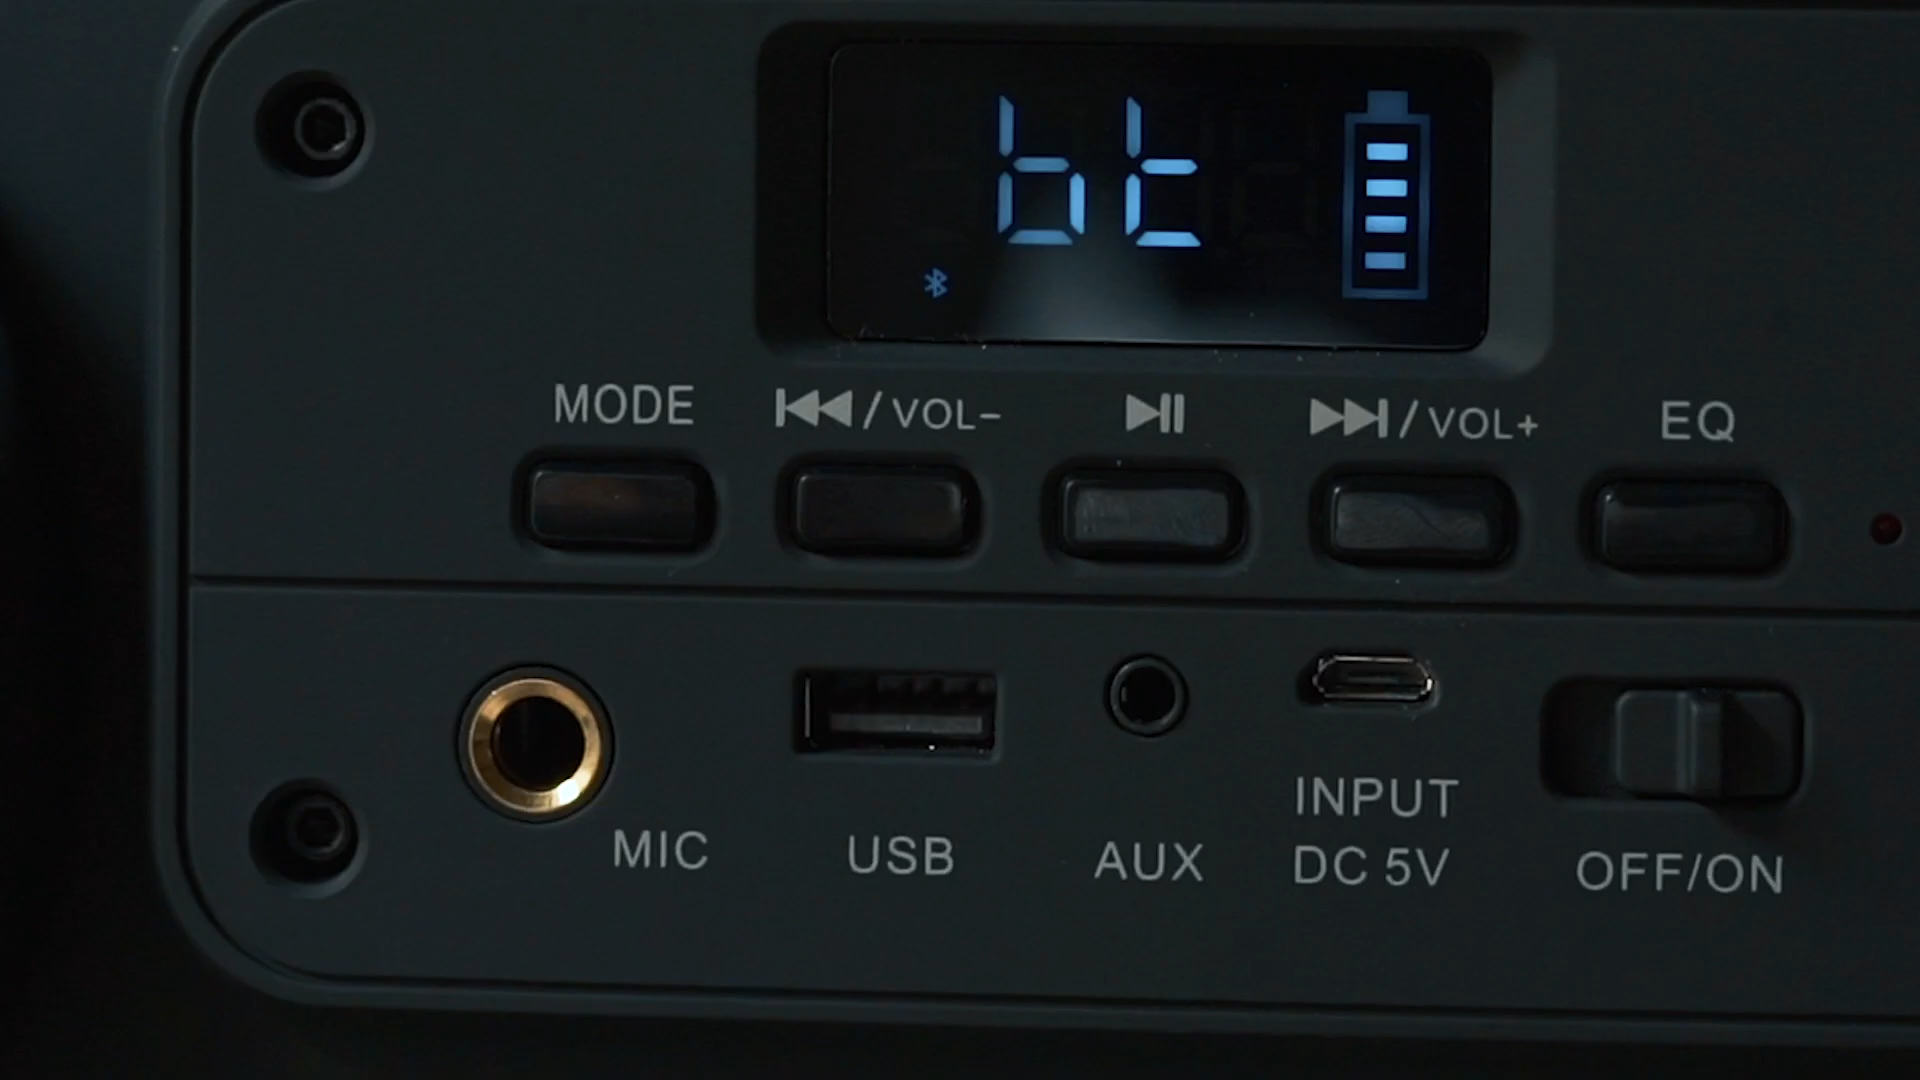 bt
MODE
⏮/VOL-
⏯
⏭/VOL+
EQ
MIC
USB
AUX
INPUT
DC 5V
OFF/ON